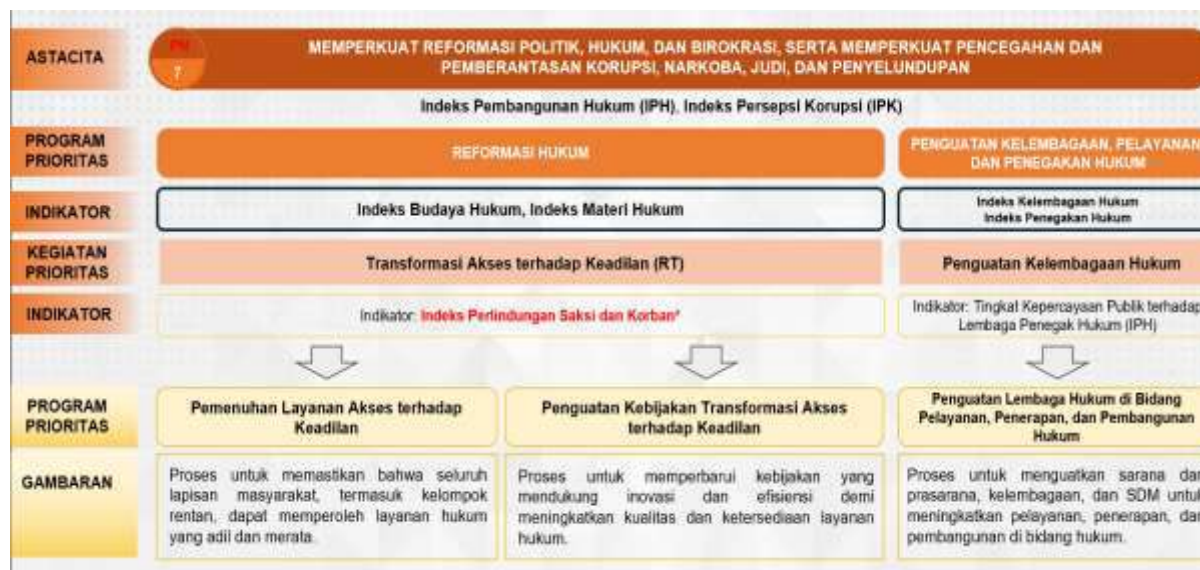 ASTACITA
PN
7
MEMPERKUAT REFORMASI POLITIK, HUKUM, DAN BIROKRASI, SERTA MEMPERKUAT PENCEGAHAN DAN
PEMBERANTASAN KORUPSI, NARKOBA, JUDI, DAN PENYELUNDUPAN
Indeks Pembangunan Hukum (IPH), Indeks Persepsi Korupsi (IPK)
PROGRAM
PRIORITAS
REFORMASI HUKUM
PENGUATAN KELEMBAGAAN, PELAYANAN
DAN PENEGAKAN HUKUM
INDIKATOR
Indeks Budaya Hukum, Indeks Materi Hukum
Indeks Kelembagaan Hukum
Indeks Penegakan Hukum
KEGIATAN
PRIORITAS
Transformasi Akses terhadap Keadilan (RT)
Penguatan Kelembagaan Hukum
INDIKATOR
Indikator: Indeks Perlindungan Saksi dan Korban*
Indikator: Tingkat Kepercayaan Publik terhadap
Lembaga Penegak Hukum (IPH)
PROGRAM
PRIORITAS
Pemenuhan Layanan Akses terhadap
Keadilan
Penguatan Kebijakan Transformasi Akses
terhadap Keadilan
Penguatan Lembaga Hukum di Bidang
Pelayanan, Penerapan, dan Pembangunan
Hukum
GAMBARAN
Proses untuk memastikan bahwa seluruh
lapisan masyarakat, termasuk kelompok
rentan, dapat memperoleh layanan hukum
yang adil dan merata.
Proses untuk memperbarui kebijakan yang
mendukung inovasi dan efisiensi demi
meningkatkan kualitas dan ketersediaan layanan
hukum.
Proses untuk menguatkan sarana dan
prasarana, kelembagaan, dan SDM untu
meningkatkan pelayanan, penerapan, dan
pembangunan di bidang hukum.